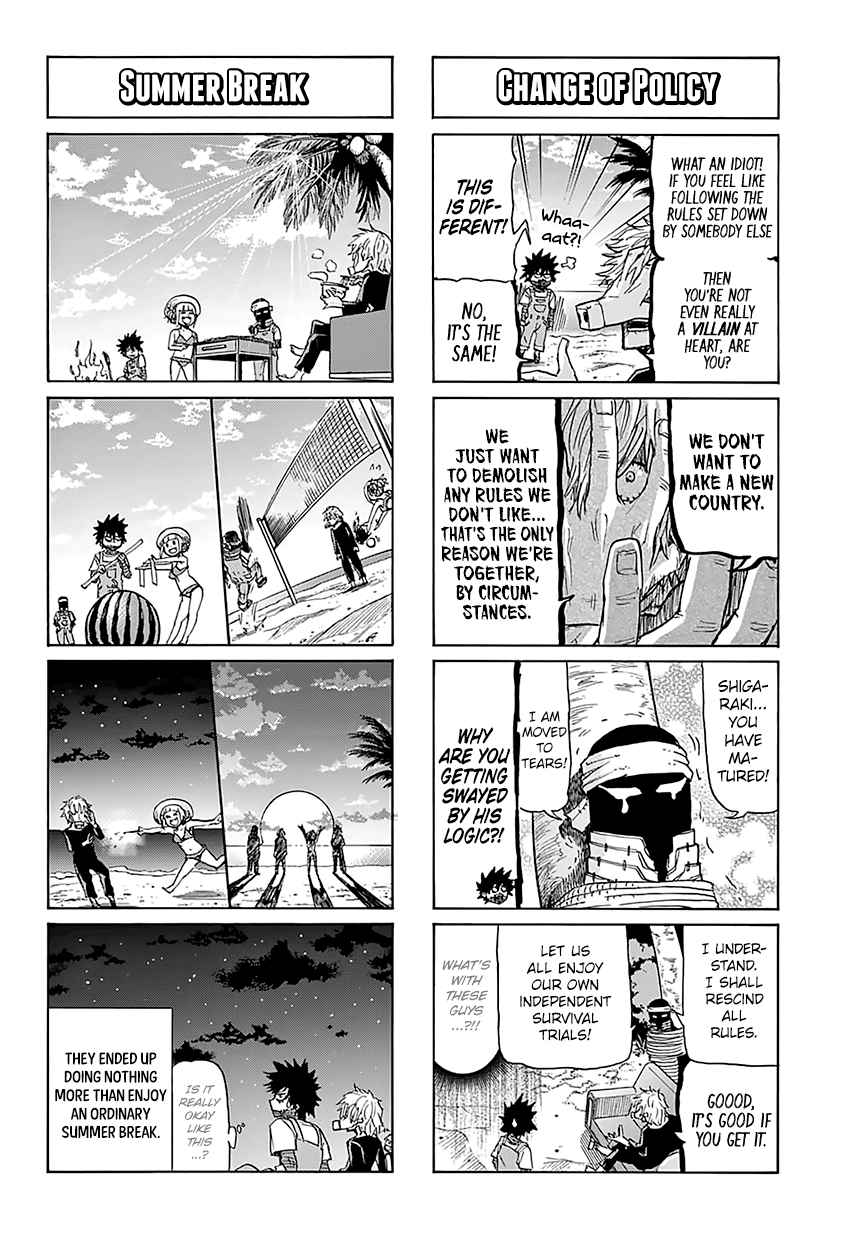 CHANGE OF POLICY
WHAT AN IDIOT!
IF YOU FEEL LIKE
FOLLOWING THE
RULES SET DOWN
BY SOMEBODY ELSE
THEN
YOU'RE NOT
EVEN REALLY
A VILLAIN AT
HEART, ARE
YOU?
Whaa-
aat?!
THIS
IS DIF-
FERENT!
NO,
IT'S THE
SAME!
WE DON'T
WANT TO
MAKE A NEW
COUNTRY.
WE
JUST WANT
TO DEMOLISH
ANY RULES WE
DON'T LIKE...
THAT'S THE ONLY
REASON WE'RE
TOGETHER,
BY CIRCUM-
STANCES.
SHIGA-
RAKI...
YOU
HAVE
MA-
TURED!
I AM
MOVED
TO
TEARS!
WHY
ARE YOU
GETTING
SWAYED
BY HIS
LOGIC?!
I UNDER-
STAND.
I SHALL
RESCIND
ALL
RULES.
LET US
ALL ENJOY
OUR OWN
INDEPENDENT
SURVIVAL
TRIALS!
GOOOD,
IT'S GOOD IF
YOU GET IT.
WHAT'S
WITH
THESE
GUYS
...?!!
SUMMER BREAK
IS IT
REALLY
OKAY
LIKE
THIS
...?
THEY ENDED UP
DOING NOTHING
MORE THAN ENJOY
AN ORDINARY
SUMMER BREAK.